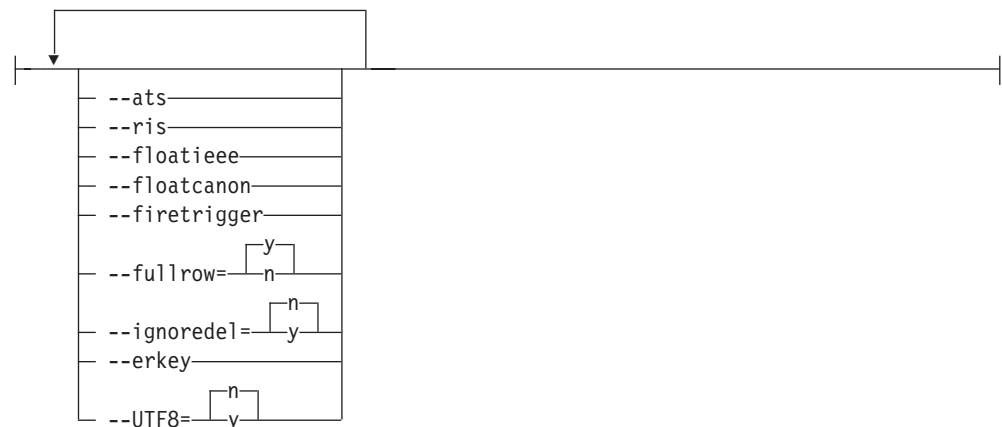 --ats
--ris
--floatieee
--floatcanon
--firetrigger
y
--fullrow= n
n
--ignoredel= y
--erkey
n
--UTF8= y